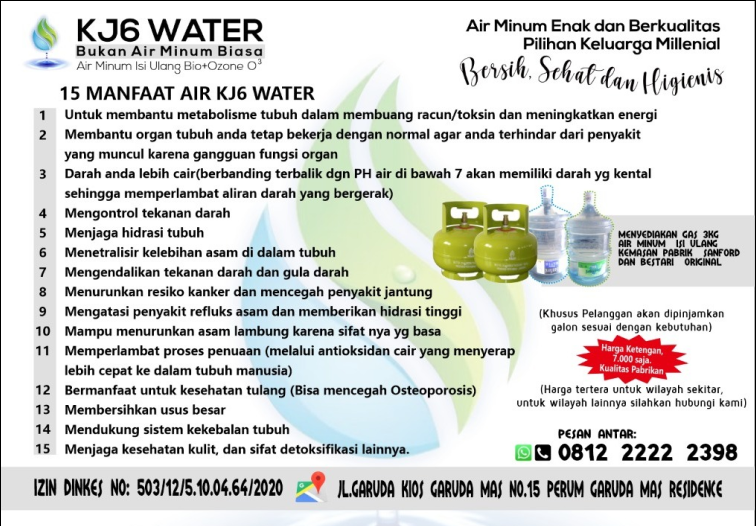 KJ6 WATER
Bukan Air Minum Biasa
Air Minum Isi Ulang Bio+Ozone O³
Air Minum Enak dan Berkualitas
Pilihan Keluarga Millenial
Bersih, Sehat dan Higienis
15 MANFAAT AIR KJ6 WATER
1 Untuk membantu metabolisme tubuh dalam membuang racun/toksin dan meningkatkan energi
2 Membantu organ tubuh anda tetap bekerja dengan normal agar anda terhindar dari penyakit
yang muncul karena gangguan fungsi organ
3 Darah anda lebih cair(berbanding terbalik dgn PH air di bawah 7 akan memiliki darah yg kental
sehingga memperlambat aliran darah yang bergerak)
4 Mengontrol tekanan darah
5 Menjaga hidrasi tubuh
6 Menetralisir kelebihan asam di dalam tubuh
7 Mengendalikan tekanan darah dan gula darah
8 Menurunkan resiko kanker dan mencegah penyakit jantung
9 Mengatasi penyakit refluks asam dan memberikan hidrasi tinggi
10 Mampu menurunkan asam lambung karena sifat nya yg basa
11 Memperlambat proses penuaan (melalui antioksidan cair yang menyerap
lebih cepat ke dalam tubuh manusia)
12 Bermanfaat untuk kesehatan tulang (Bisa mencegah Osteoporosis)
13 Membersihkan usus besar
14 Mendukung sistem kekebalan tubuh
15 Menjaga kesehatan kulit, dan sifat detoksifikasi lainnya.
MENYEDIAKAN GAS 3KG
AIR MINUM ISI ULANG
KEMASAN PABRIK SANFORD
DAN BESTARI ORIGINAL
(Khusus Pelanggan akan dipinjamkan
galon sesuai dengan kebutuhan)
Harga Ketengan,
7.000 saja.
Kualitas Pabrikan
(Harga tertera untuk wilayah sekitar,
untuk wilayah lainnya silahkan hubungi kami)
PESAN ANTAR:
0812 2222 2398
IZIN DINKES NO: 503/12/5.10.04.64/2020
JL.GARUDA KIOS GARUDA MAS NO.15 PERUM GARUDA MAS RESIDENCE